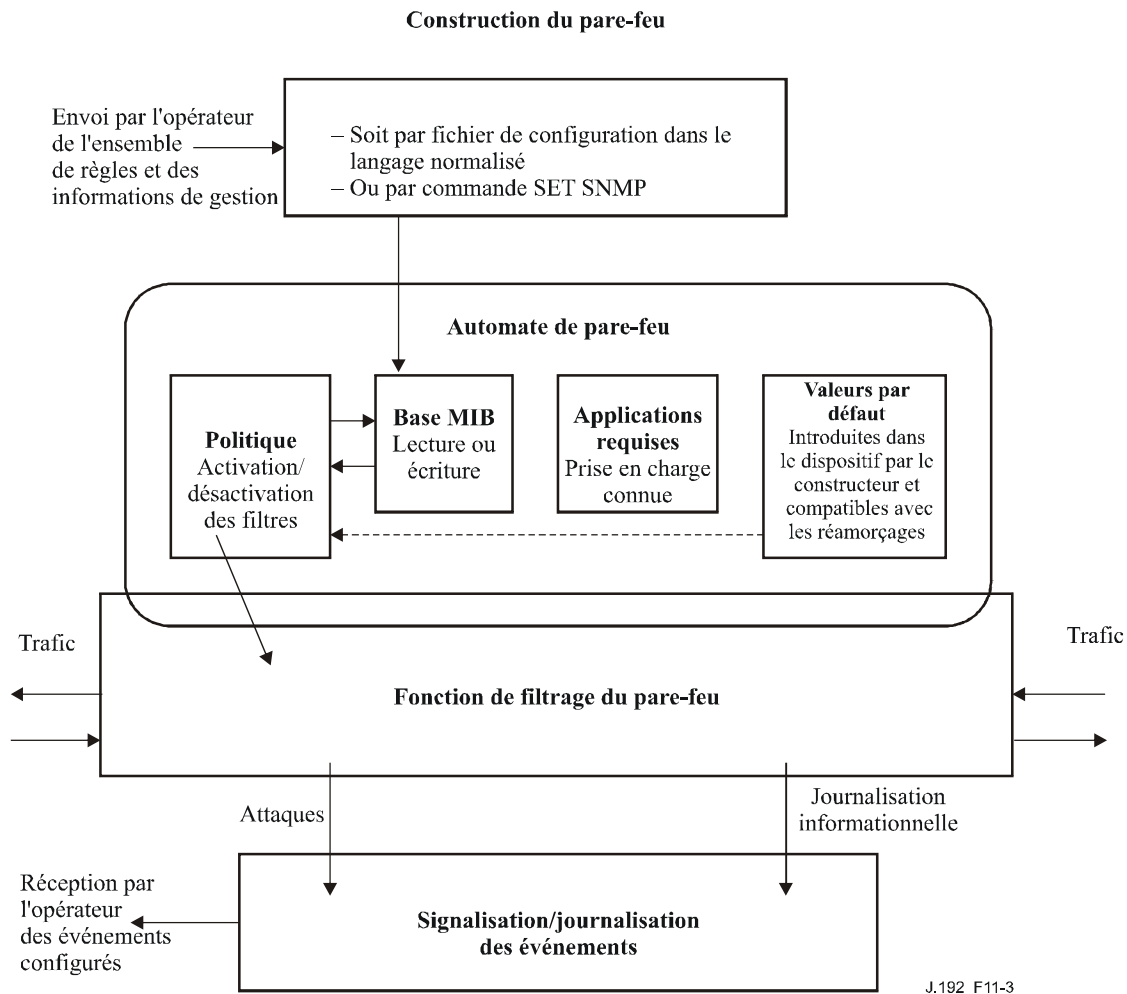 Construction du pare-feu
Envoi par l'opérateur
de l'ensemble
de règles et des
informations de gestion
– Soit par fichier de configuration dans le
langage normalisé
– Ou par commande SET SNMP
Automate de pare-feu
Politique
Activation/
désactivation
des filtres
Base MIB
Lecture ou
écriture
Applications
requises
Prise en charge
connue
Valeurs par
défaut
Introduites dans
le dispositif par le
constructeur et
compatibles avec
les réamorçages
Trafic
Trafic
Fonction de filtrage du pare-feu
Attaques
Journalisation
informationnelle
Réception par
l'opérateur
des événements
configurés
Signalisation/journalisation
des événements
J.192_F11-3